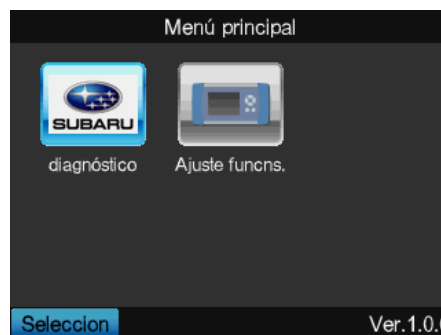 Menú principal
SUBARU
diagnóstico
Ajuste funcns.
Seleccion
Ver.1.0.